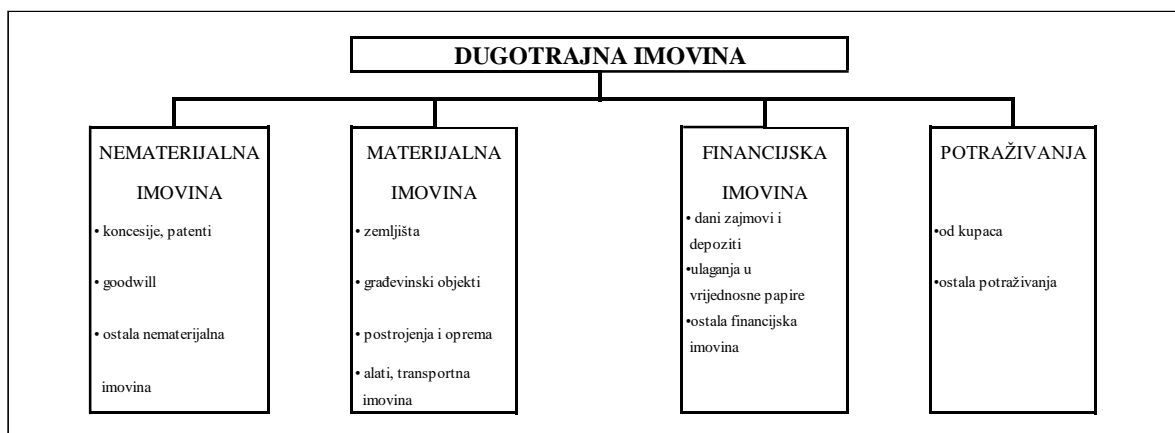 DUGOTRAJNA IMOVINA
NEMATERIJALNA
IMOVINA
• koncesije, patenti
• goodwill
• ostala nematerijalna
imovina
MATERIJALNA
IMOVINA
• zemljišta
• građevinski objekti
• postrojenja i oprema
• alati, transportna
imovina
FINANCIJSKA
IMOVINA
• dani zajmovi i
depoziti
•ulaganja u
vrijednosne papire
•ostala financijska
imovina
POTRAŽIVANJA
•od kupaca
•ostala potraživanja